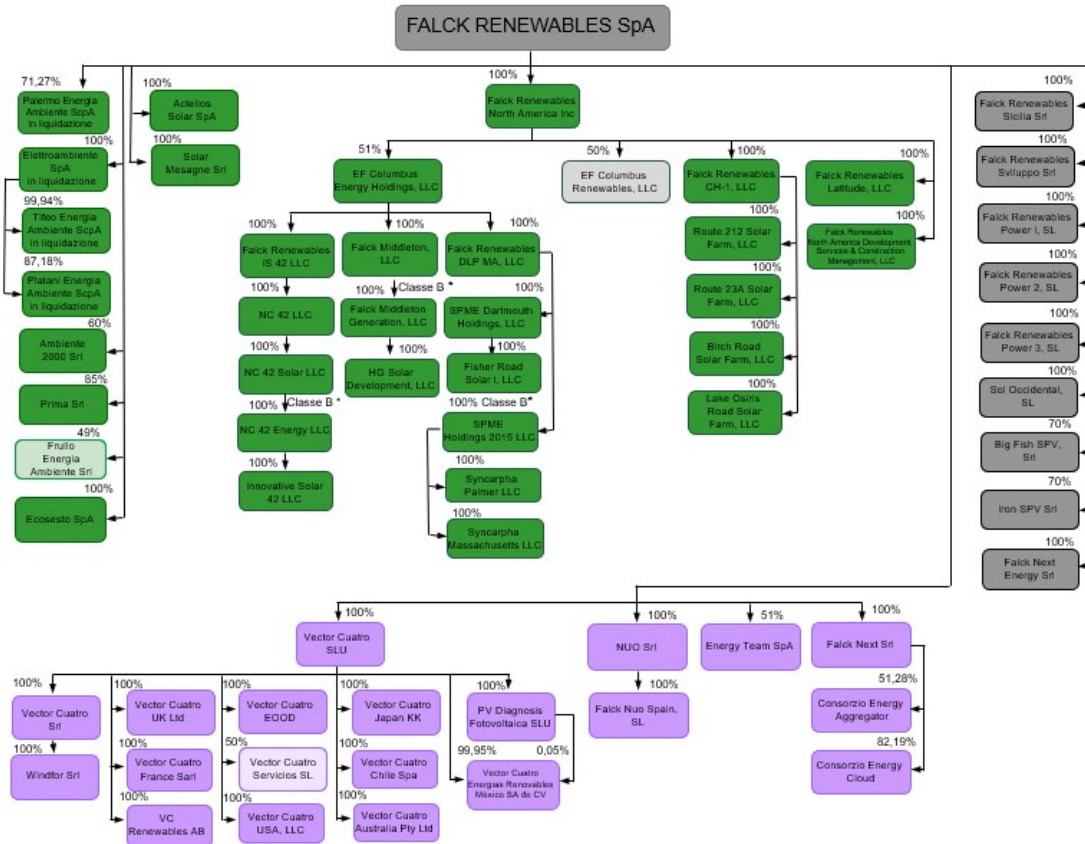 FALCK RENEWABLES SpA
71,27%
Palermo Energia
Ambiente ScpA
in liquidazione
100%
Elettroambiente
SpA
in liquidazione
99,94%
Tifeo Energia
Ambiente ScpA
in liquidazione
87,18%
Platani Energia
Ambiente ScpA
in liquidazione
60%
Ambiente
2000 Srl
85%
Prima Srl
49%
Frullo
Energia
Ambiente Srl
100%
Ecosesto SpA
100%
Actelios
Solar SpA
100%
Solar
Mesagne Srl
100%
Falck Renewables
North America Inc
51%
EF Columbus
Energy Holdings, LLC
100%
Falck Renewables
IS 42 LLC
100%
NC 42 LLC
100%
NC 42 Solar LLC
100%
Classe B *
NC 42 Energy LLC
100%
Innovative Solar
42 LLC
100%
Falck Middleton,
LLC
100%
Classe B *
Falck Middleton
Generation, LLC
100%
HG Solar
Development, LLC
100%
Falck Renewables
DLP MA, LLC
100%
SPME Dartmouth
Holdings, LLC
100%
Fisher Road
Solar I, LLC
100% Classe B*
SPME
Holdings 2015 LLC
100%
Syncarpha
Palmer LLC
100%
Syncarpha
Massachusetts LLC
50%
EF Columbus
Renewables, LLC
100%
Falck Renewables
CH-1, LLC
100%
Route 212 Solar
Farm, LLC
100%
Route 23A Solar
Farm, LLC
100%
Birch Road
Solar Farm, LLC
100%
Lake Osiris
Road Solar
Farm, LLC
100%
Falck Renewables
Latitude, LLC
100%
Falck Renewables
North America Development
Services & Construction
Management, LLC
100%
Falck Renewables
Sicilia Srl
100%
Falck Renewables
Sviluppo Srl
100%
Falck Renewables
Power I, SL
100%
Falck Renewables
Power 2, SL
100%
Falck Renewables
Power 3, SL
100%
Sol Occidental,
SL
70%
Big Fish SPV,
Srl
70%
Iron SPV Srl
100%
Falck Next
Energy Srl
100%
Vector Cuatro
SLU
100%
Vector Cuatro
Srl
100%
Windfor Srl
100%
Vector Cuatro
UK Ltd
100%
Vector Cuatro
France Sarl
100%
VC
Renewables AB
100%
Vector Cuatro
EOOD
50%
Vector Cuatro
Servicios SL
100%
Vector Cuatro
USA, LLC
100%
Vector Cuatro
Japan KK
100%
Vector Cuatro
Chile Spa
100%
Vector Cuatro
Australia Pty Ltd
100%
PV Diagnosis
Fotovoltaica SLU
99,95%
0,05%
Vector Cuatro
Energias Renovables
México SA de CV
100%
NUO Srl
100%
Falck Nuo Spain,
SL
51%
Energy Team SpA
100%
Falck Next Srl
51,28%
Consorzio Energy
Aggregator
82,19%
Consorzio Energy
Cloud